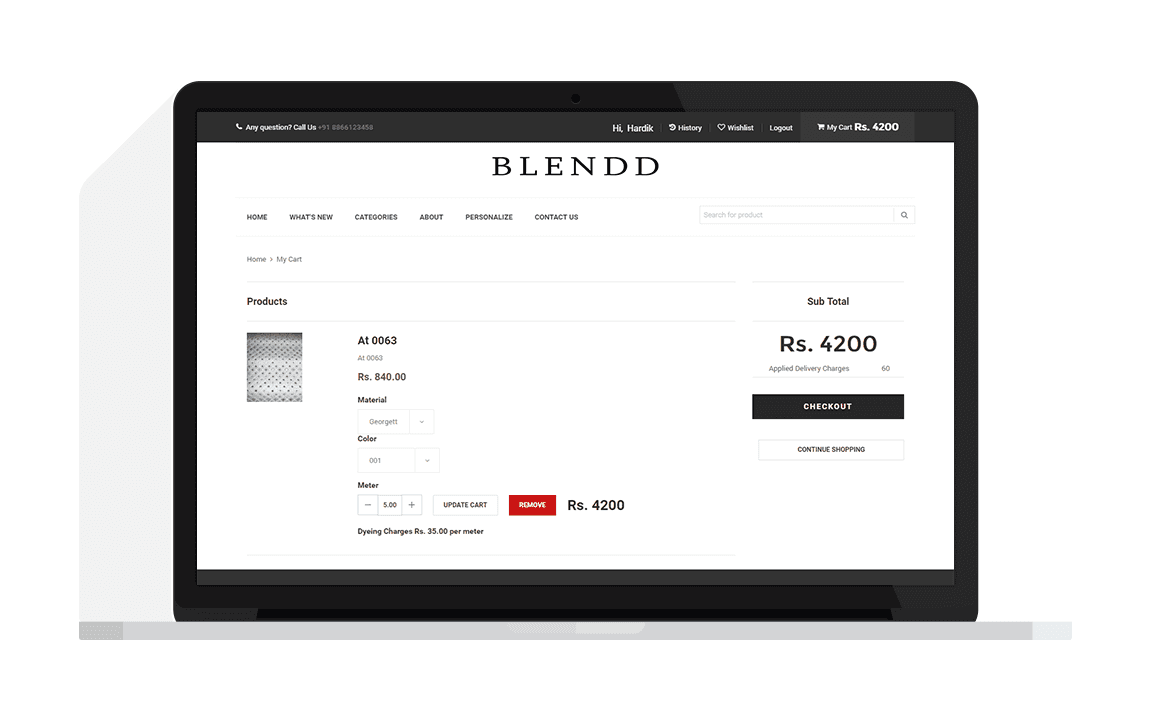 Any question? Call Us +91 8866123458
Hi, Hardik History Wishlist Logout My Cart Rs. 4200
BLENDD
HOME WHAT'S NEW CATEGORIES ABOUT PERSONALIZE CONTACT US Search for product
Home > My Cart
Products
Sub Total
At 0063
At 0063
Rs. 840.00
Material
Georgett
Color
001
Meter
− 5.00 + UPDATE CART REMOVE Rs. 4200
Dyeing Charges Rs. 35.00 per meter
Rs. 4200
Applied Delivery Charges 60
CHECKOUT
CONTINUE SHOPPING